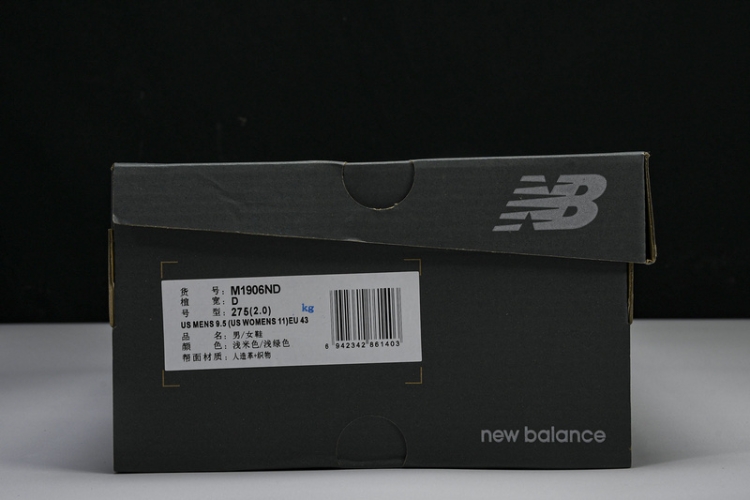 NB
货 号: M1906ND
楦 宽: D
号 型: 275(2.0) kg
US MENS 9.5 (US WOMENS 11)EU 43
品 名: 男/女鞋
颜 色: 浅米色/浅绿色
帮面材质: 人造革+织物
6 942342 861403
new balance